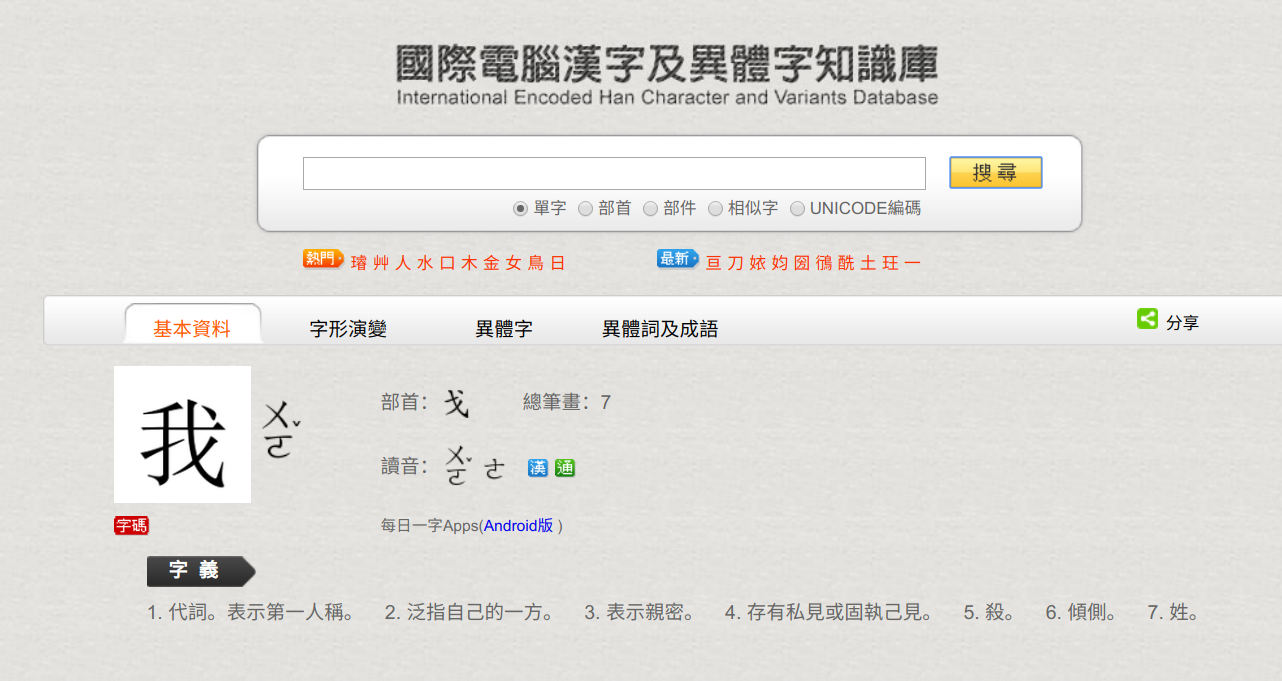 國際電腦漢字及異體字知識庫
International Encoded Han Character and Variants Database
搜尋
單字 部首 部件 相似字 UNICODE編碼
熱門 璿 艸 人 水 口 木 金 女 鳥 日 最新 亘 刀 婝 妁 囡 鴴 酰 土 玨 一
基本資料 字形演變 異體字 異體詞及成語 分享
我 ㄨㄛˇ 部首： 戈 總筆畫：7
讀音： ㄨㄛˇ ㄜ 漢 通
字碼 每日一字Apps(Android版 )
字義
1. 代詞。表示第一人稱。 2. 泛指自己的一方。 3. 表示親密。 4. 存有私見或固執己見。 5. 殺。 6. 傾側。 7. 姓。